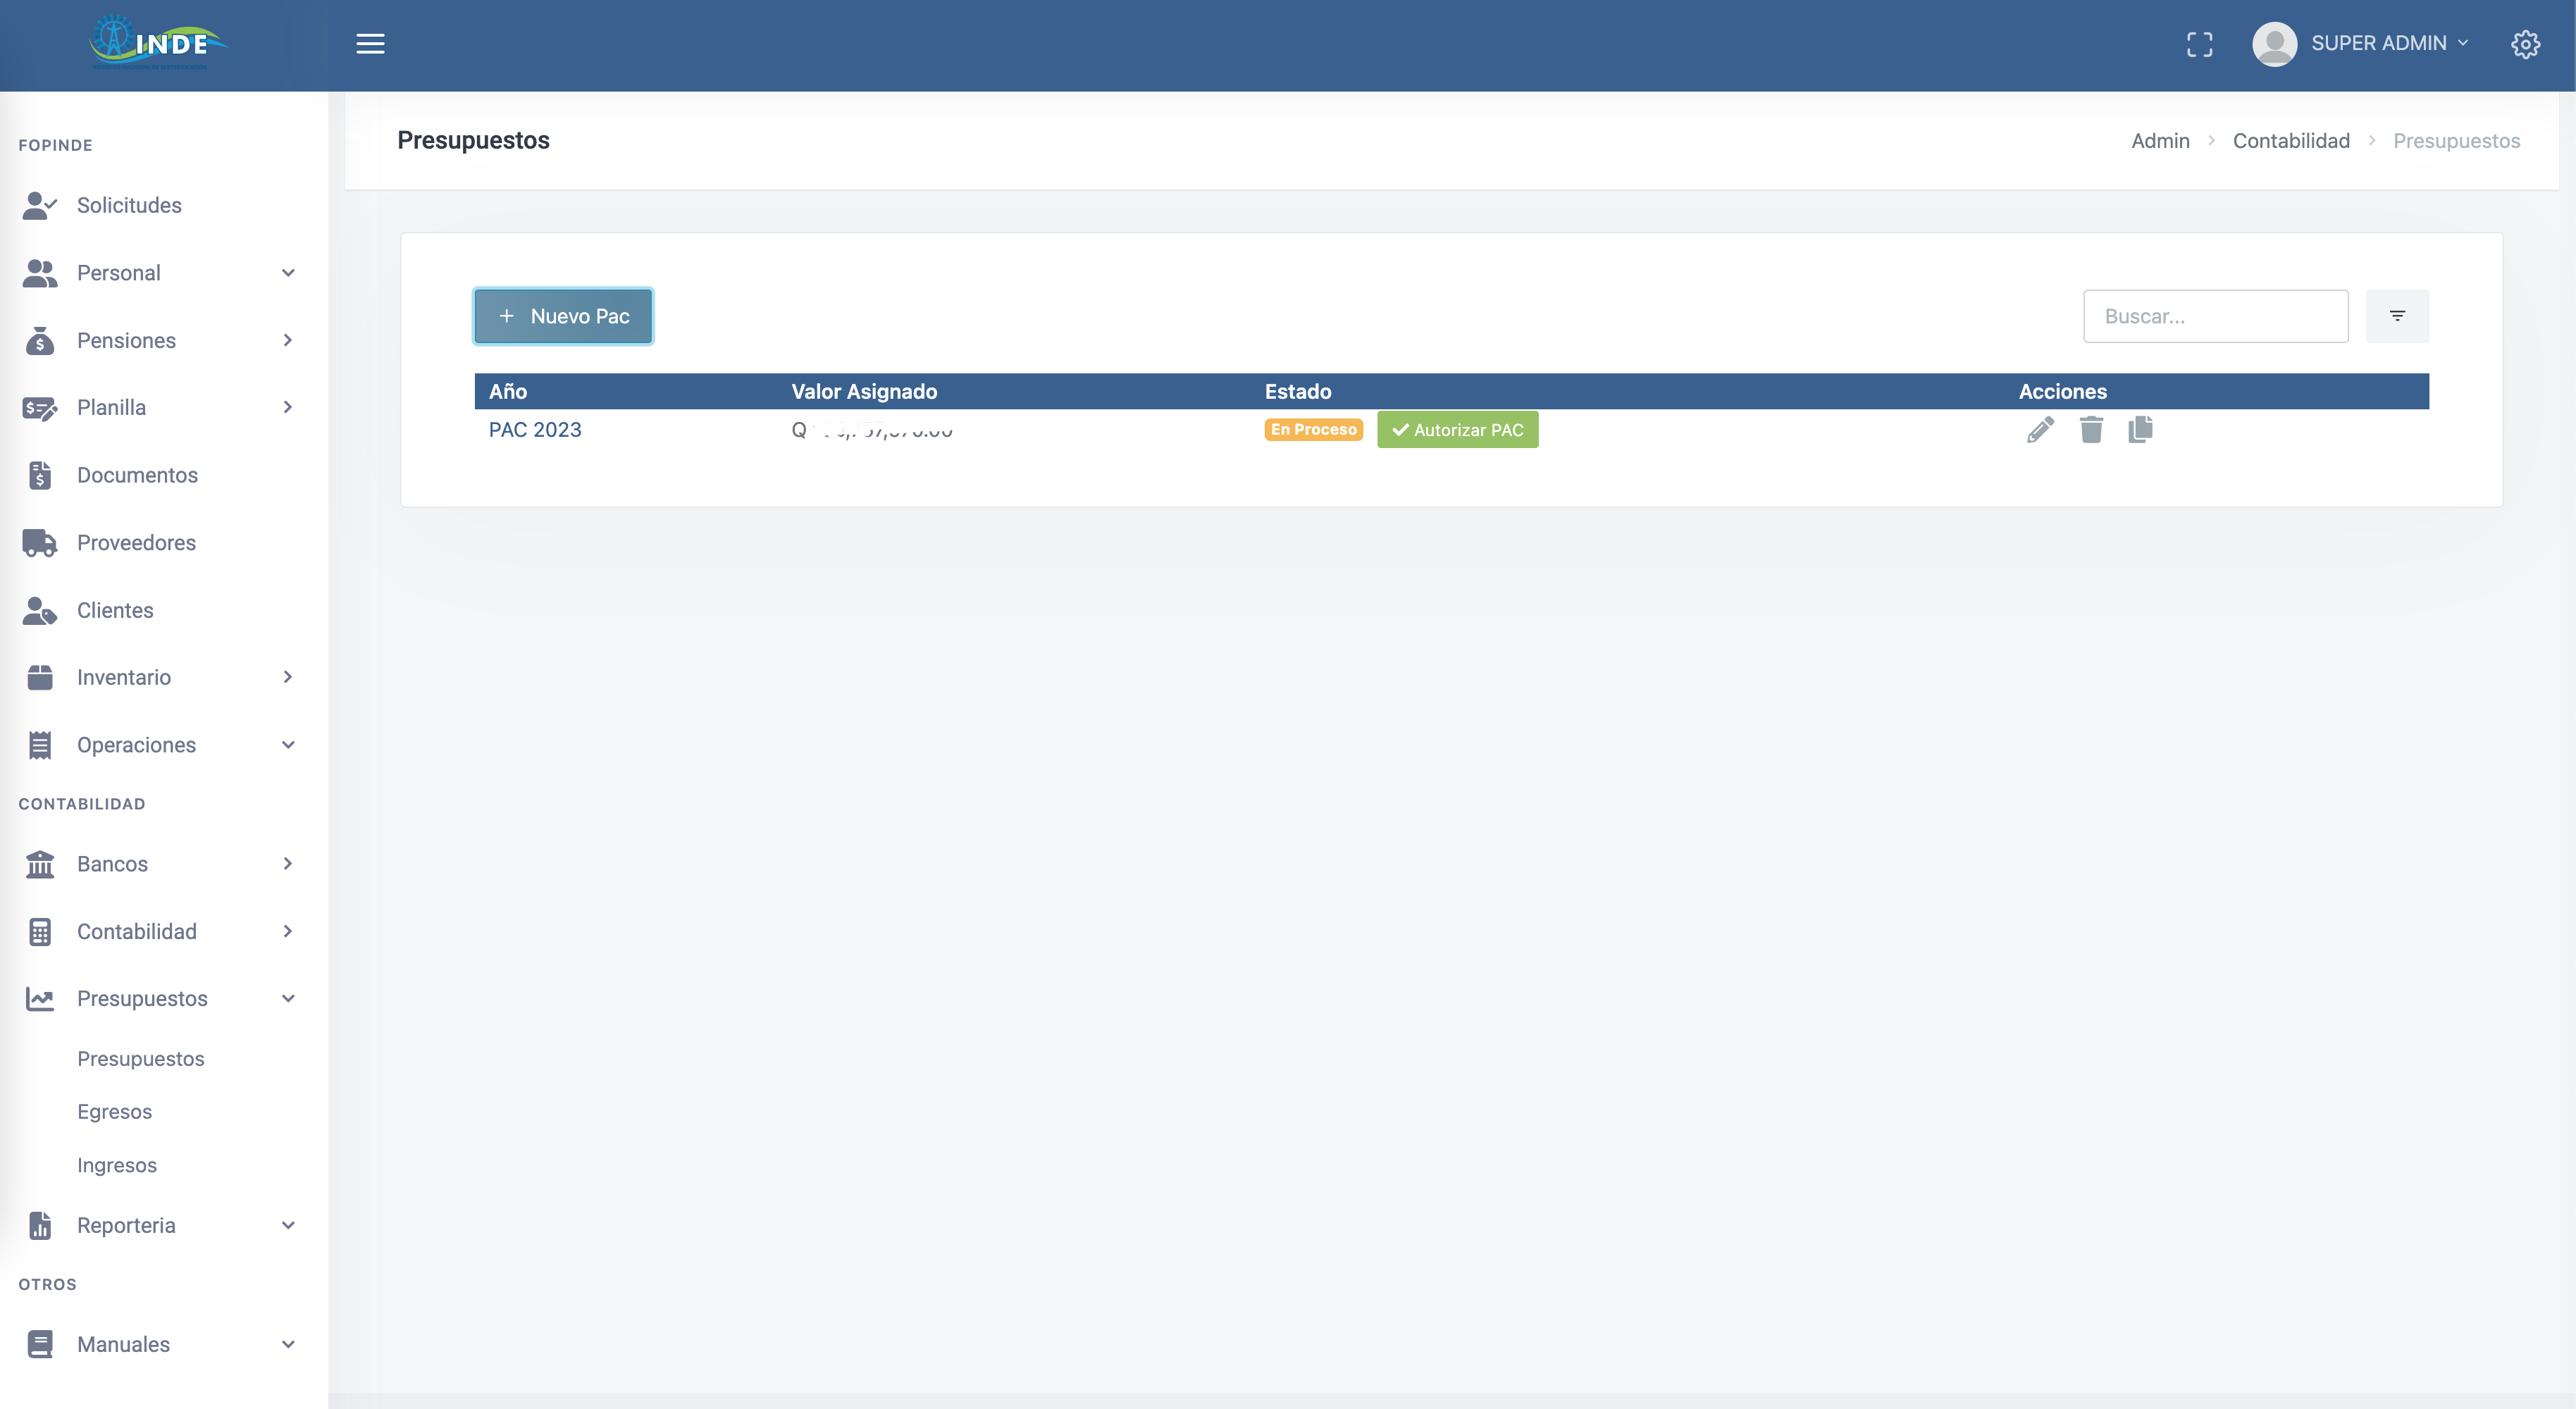 INDE
SUPER ADMIN
FOPINDE
Solicitudes
Personal
Pensiones
Planilla
Documentos
Proveedores
Clientes
Inventario
Operaciones
CONTABILIDAD
Bancos
Contabilidad
Presupuestos
Presupuestos
Egresos
Ingresos
Reporteria
OTROS
Manuales
Presupuestos
Admin > Contabilidad > Presupuestos
+ Nuevo Pac
Buscar...
Año Valor Asignado Estado Acciones
PAC 2023 Q En Proceso Autorizar PAC